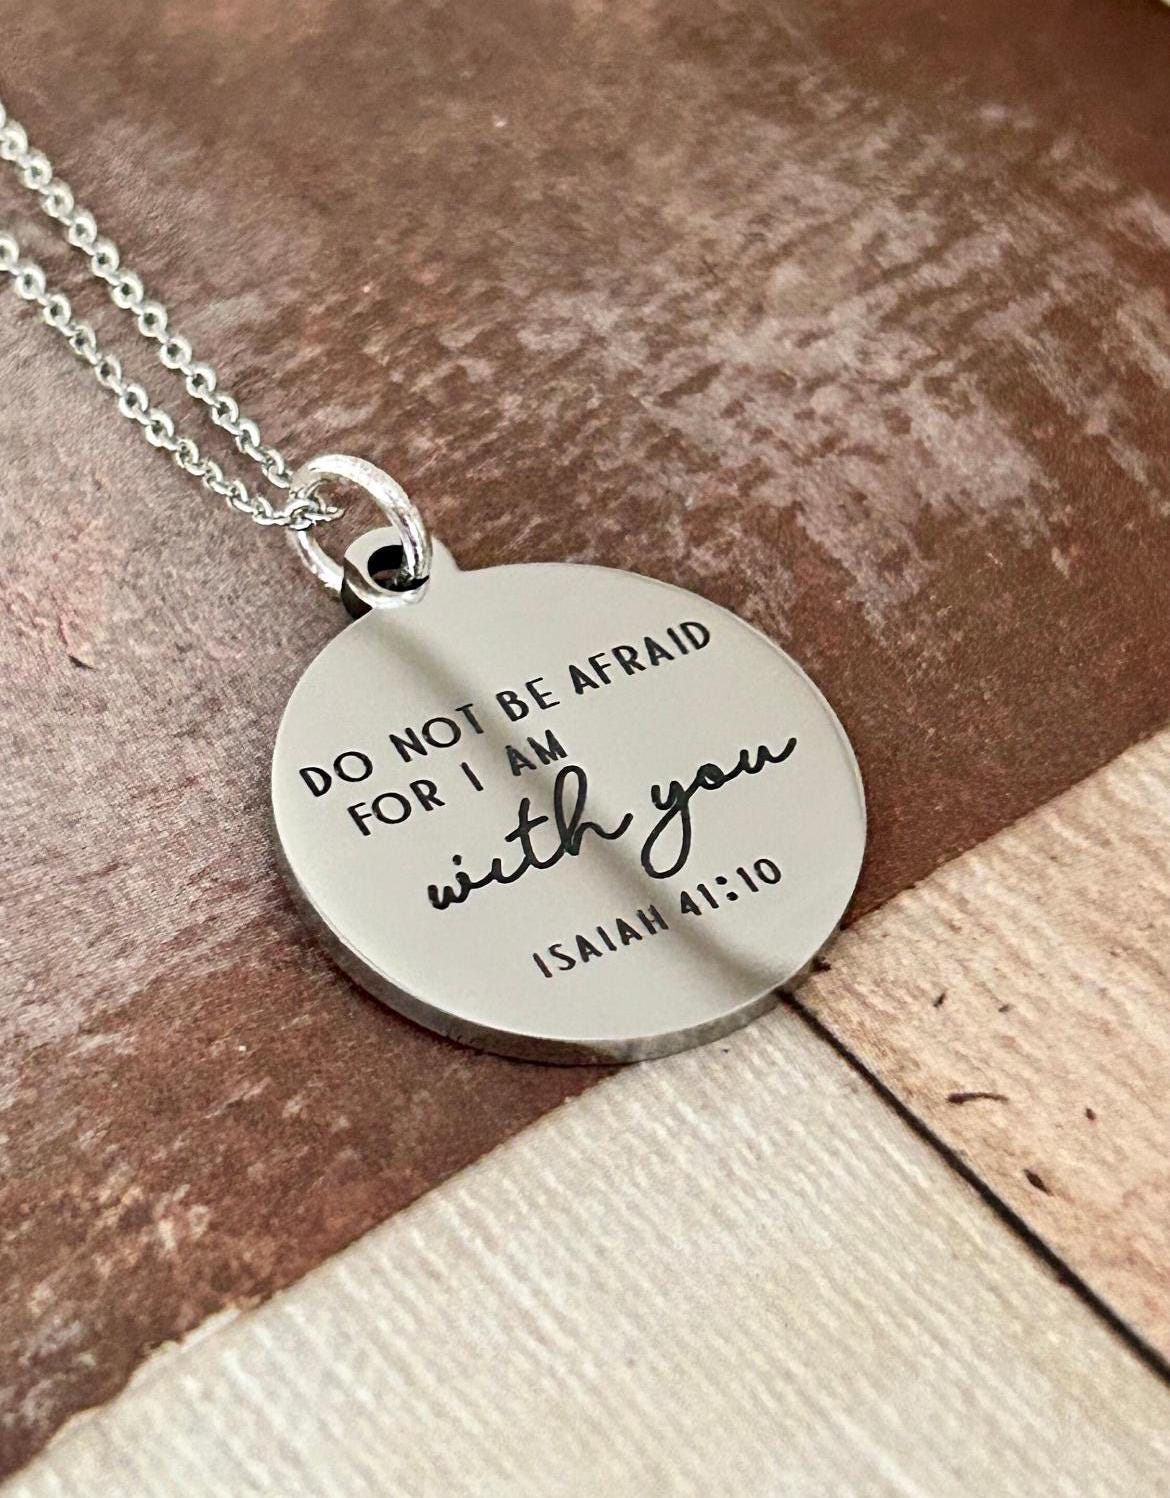 DO NOT BE AFRAID
FOR I AM
with you
ISAIAH 41:10